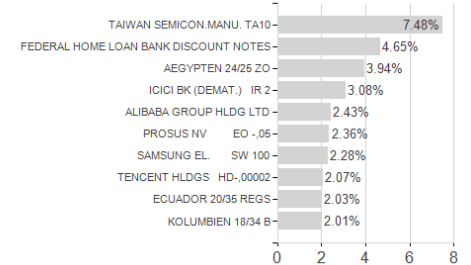 TAIWAN SEMICON.MANU. TA10 7.48%
FEDERAL HOME LOAN BANK DISCOUNT NOTES 4.65%
AEGYPTEN 24/25 ZO 3.94%
ICICI BK (DEMAT.) IR 2 3.08%
ALIBABA GROUP HLDG LTD 2.43%
PROSUS NV EO -,05 2.36%
SAMSUNG EL. SW 100 2.28%
TENCENT HLDGS HD-,00002 2.07%
ECUADOR 20/35 REGS 2.03%
KOLUMBIEN 18/34 B 2.01%
0 2 4 6 8